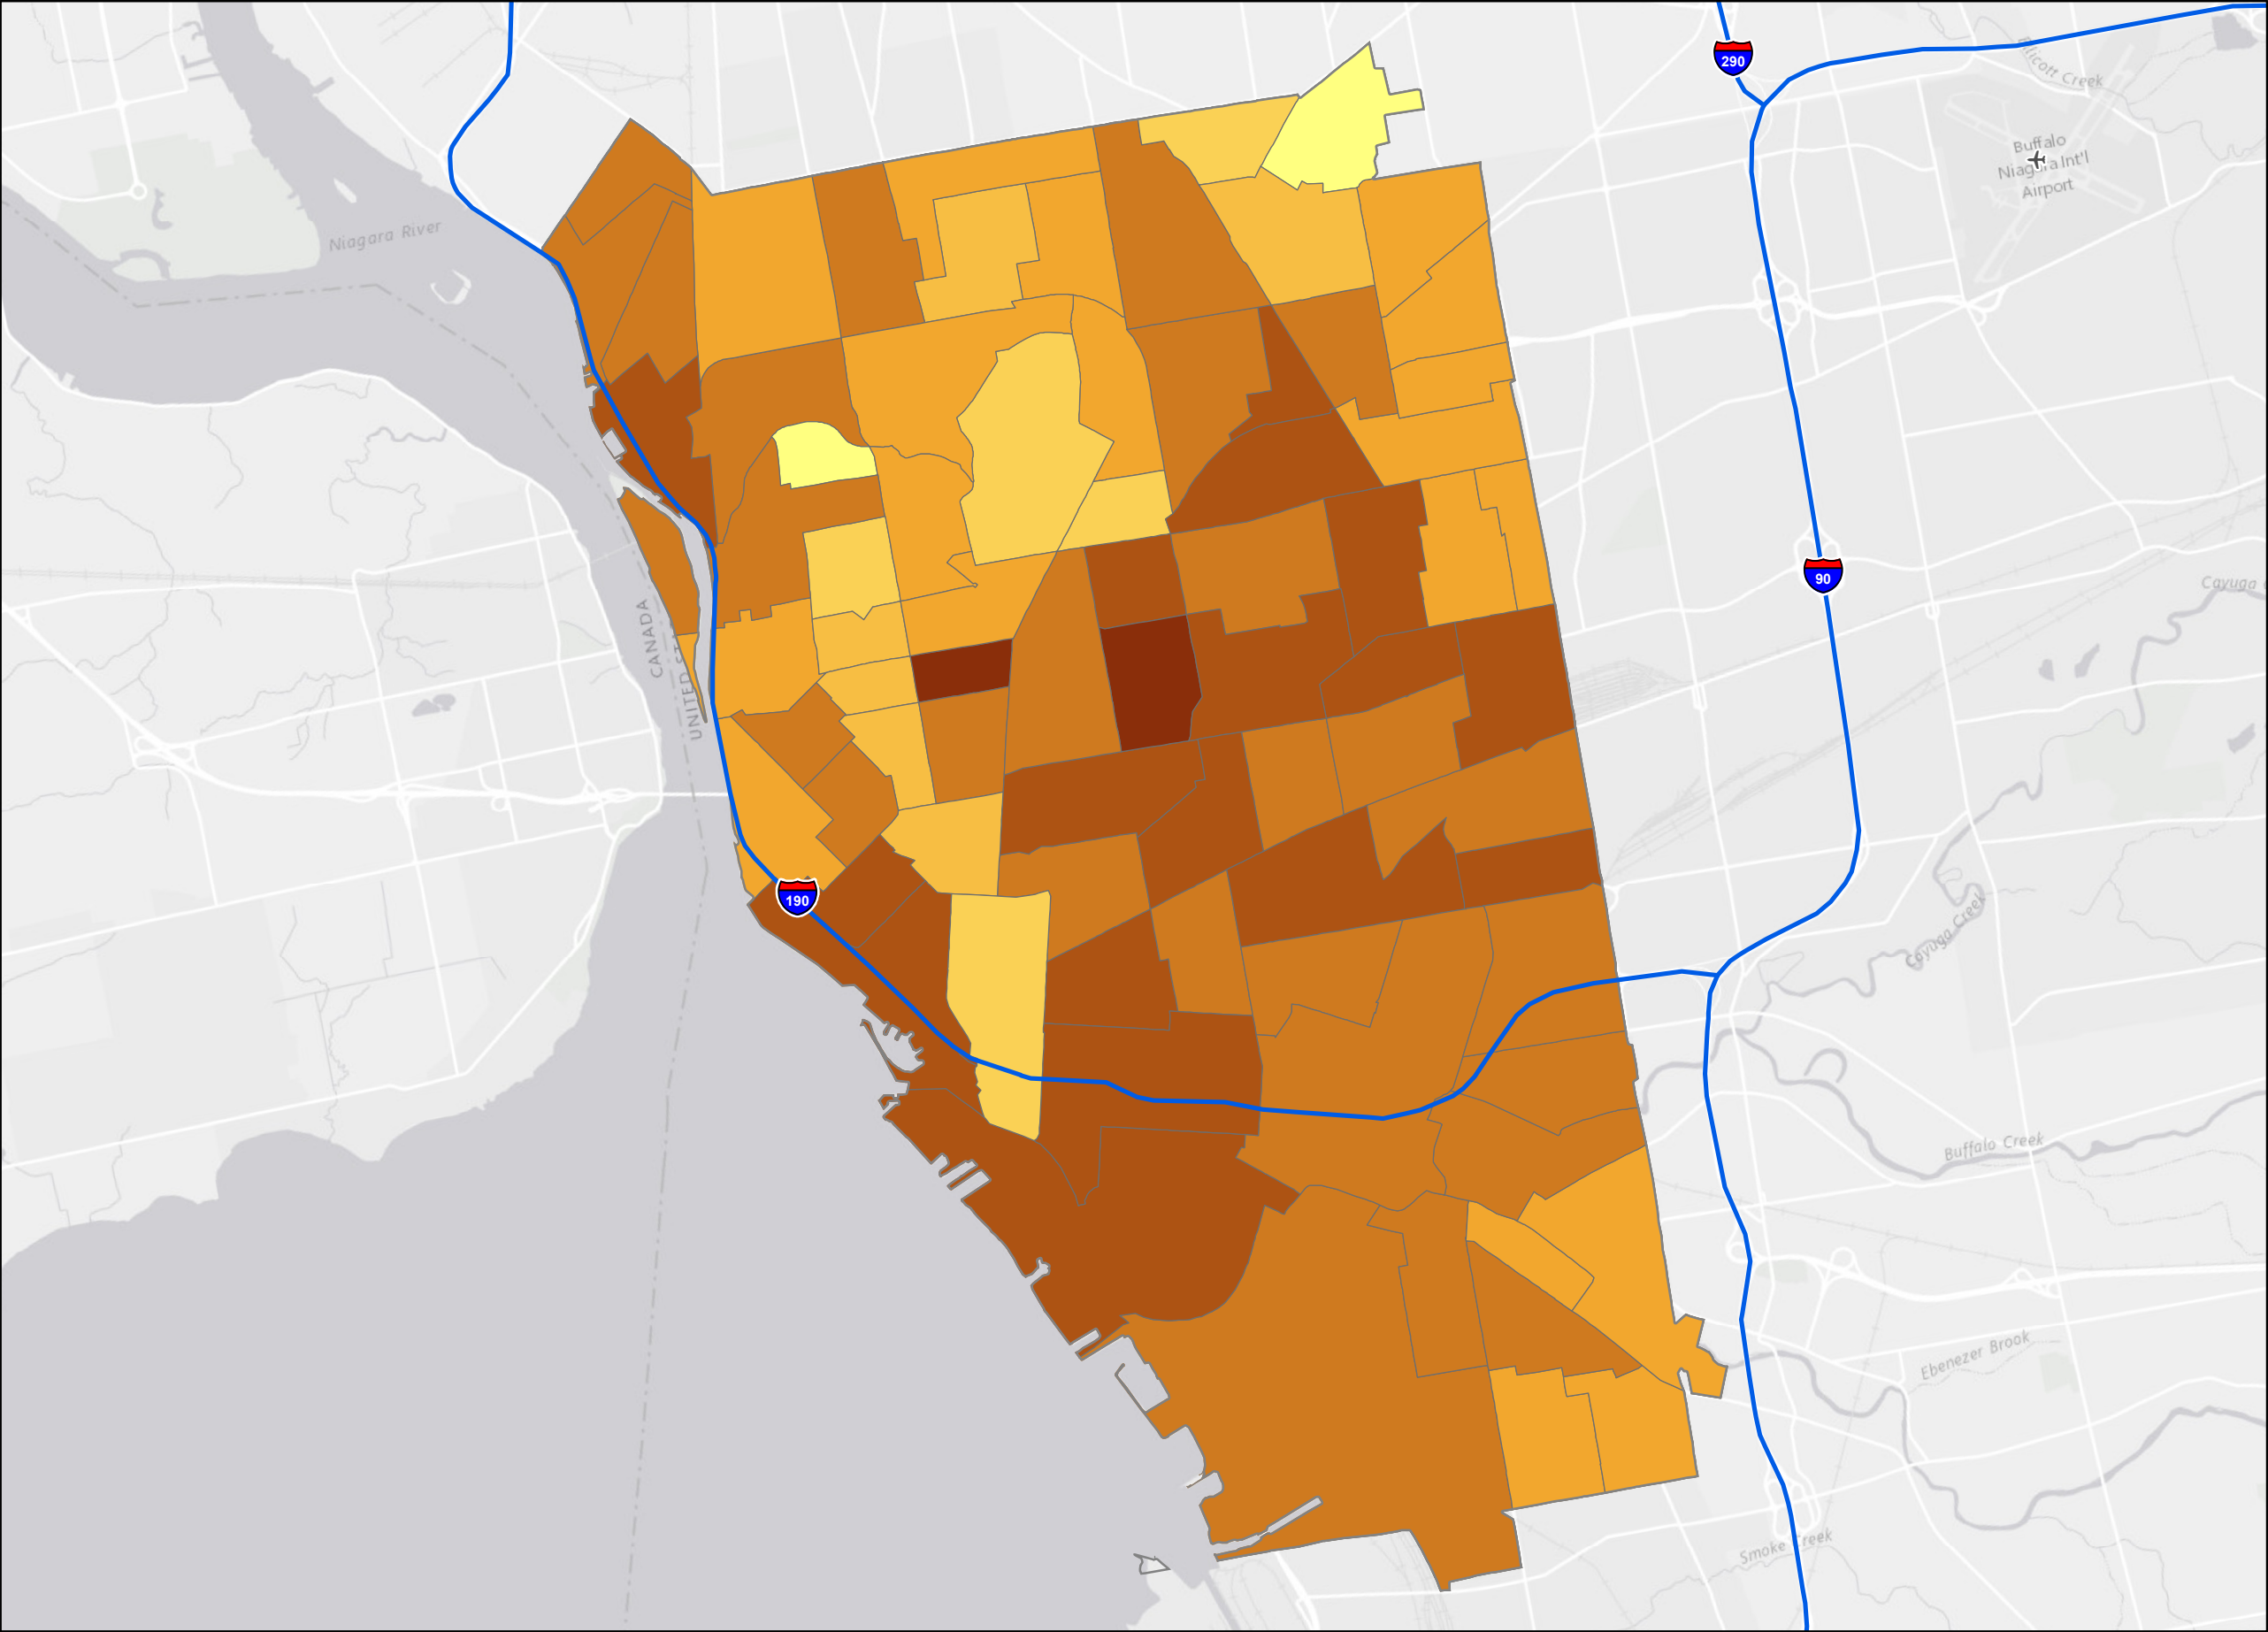 290
Ellicott Creek
Buffalo
Niagara Int'l
Airport
Niagara River
90
Cayuga
CANADA
UNITED ST
190
Cayuga Creek
Buffalo Creek
Ebenezer Brook
Smoke Creek